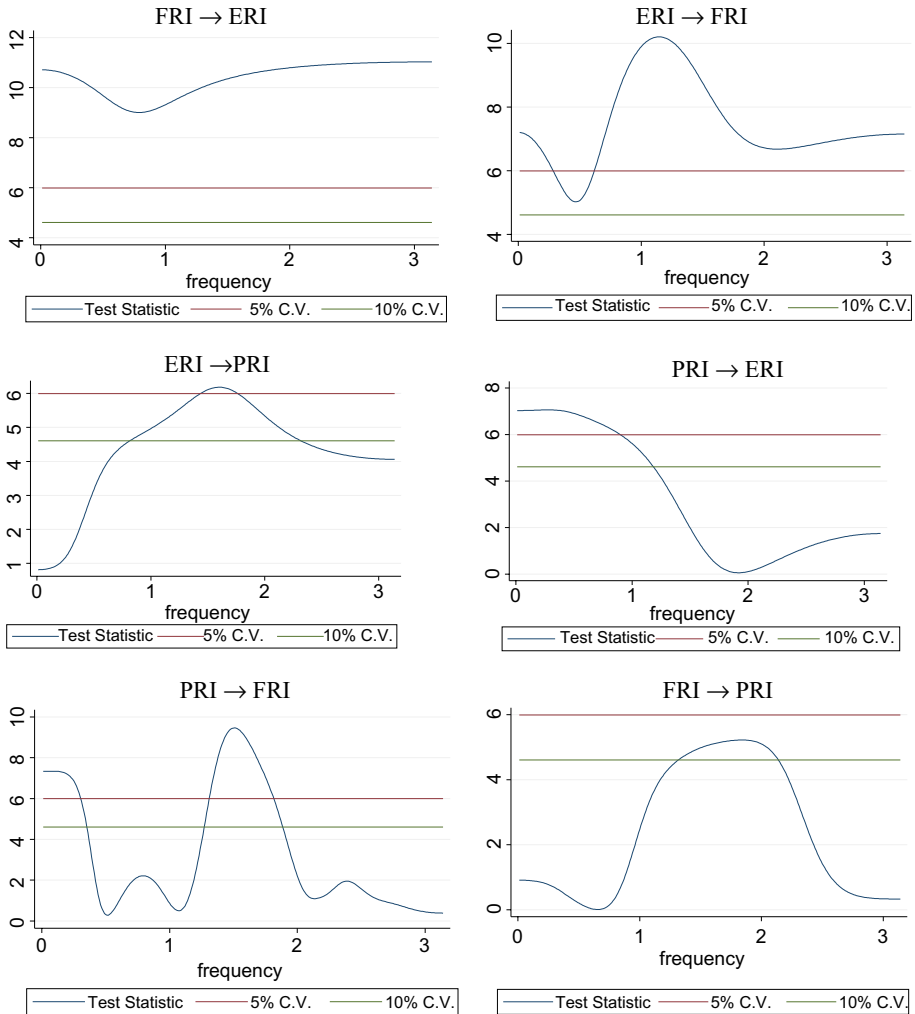 FRI → ERI
12
10
8
6
4
0 1 2 3
frequency
Test Statistic 5% C.V. 10% C.V.
ERI → FRI
10
8
6
4
0 1 2 3
frequency
Test Statistic 5% C.V. 10% C.V.
ERI →PRI
6
5
4
3
2
1
0 1 2 3
frequency
Test Statistic 5% C.V. 10% C.V.
PRI → ERI
8
6
4
2
0
0 1 2 3
frequency
Test Statistic 5% C.V. 10% C.V.
PRI → FRI
10
8
6
4
2
0
0 1 2 3
frequency
Test Statistic 5% C.V. 10% C.V.
FRI → PRI
6
4
2
0
0 1 2 3
frequency
Test Statistic 5% C.V. 10% C.V.